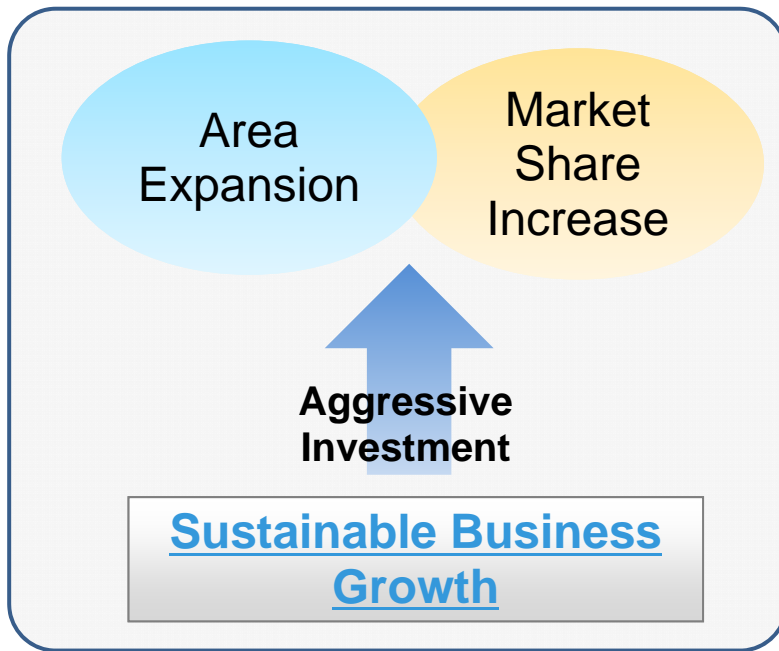 Area
Expansion
Market
Share
Increase
Aggressive
Investment
Sustainable Business
Growth